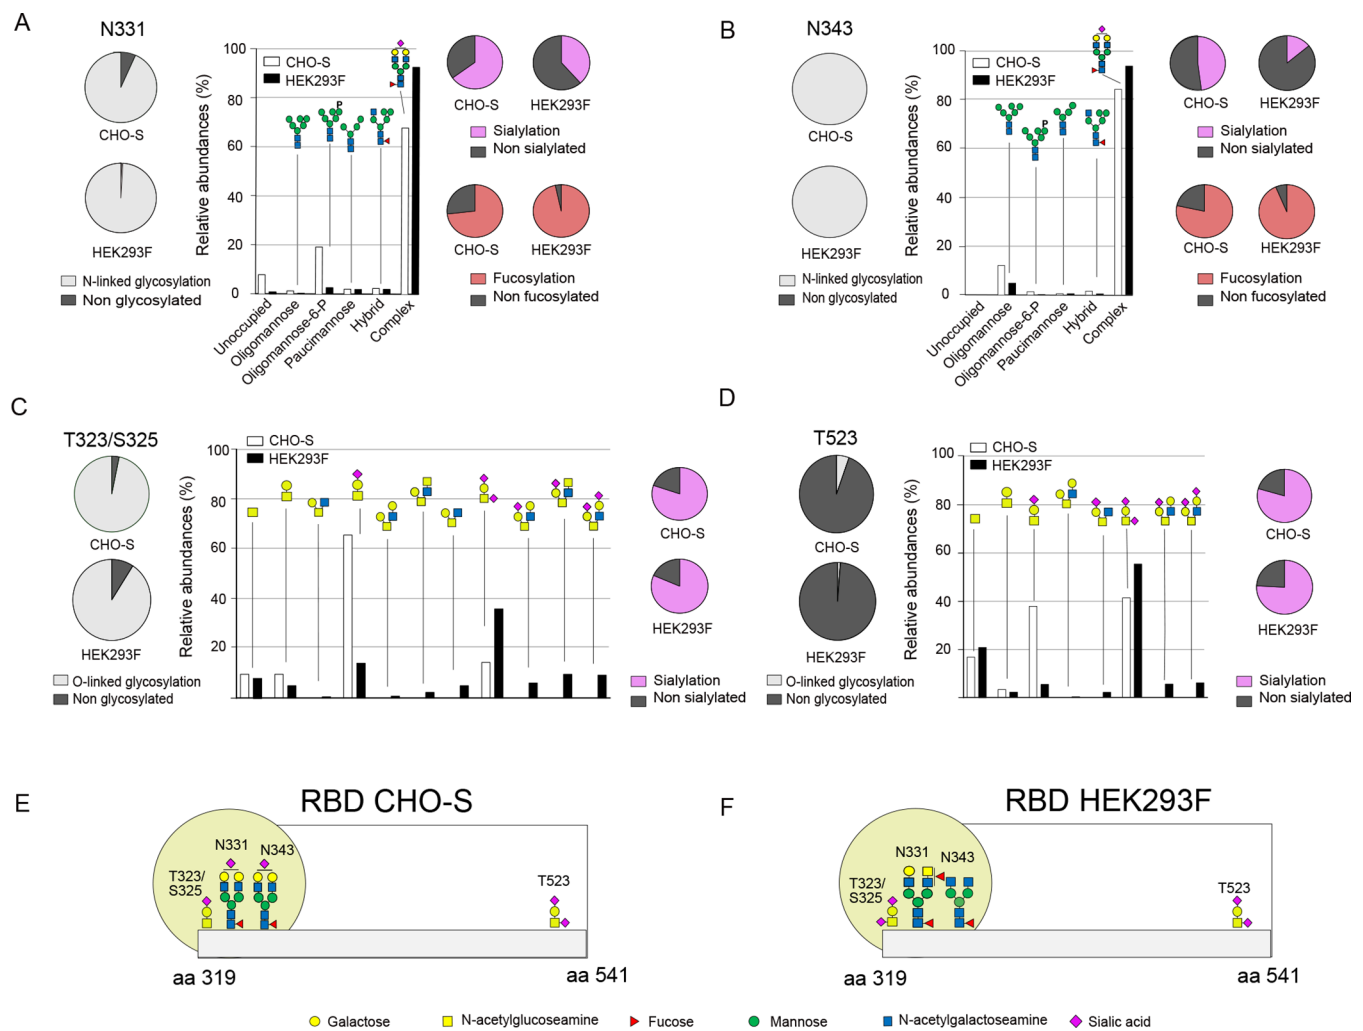 A
N331
CHO-S
HEK293F
N-linked glycosylation
Non glycosylated
Relative abundances (%)
100
80
60
40
20
0
CHO-S
HEK293F
P
Unoccupied
Oligomannose
Oligomannose-6-P
Paucimannose
Hybrid
Complex
CHO-S
HEK293F
Sialylation
Non sialylated
CHO-S
HEK293F
Fucosylation
Non fucosylated
B
N343
CHO-S
HEK293F
N-linked glycosylation
Non glycosylated
Relative abundances (%)
100
80
60
40
20
0
CHO-S
HEK293F
P
Unoccupied
Oligomannose
Oligomannose-6-P
Paucimannose
Hybrid
Complex
CHO-S
HEK293F
Sialylation
Non sialylated
CHO-S
HEK293F
Fucosylation
Non fucosylated
C
T323/S325
CHO-S
HEK293F
O-linked glycosylation
Non glycosylated
Relative abundances (%)
100
80
60
40
20
CHO-S
HEK293F
CHO-S
HEK293F
Sialylation
Non sialylated
D
T523
CHO-S
HEK293F
O-linked glycosylation
Non glycosylated
Relative abundances (%)
100
80
60
40
20
CHO-S
HEK293F
CHO-S
HEK293F
Sialylation
Non sialylated
E
RBD CHO-S
N331
N343
T323/
S325
T523
aa 319
aa 541
F
RBD HEK293F
N331
N343
T323/
S325
T523
aa 319
aa 541
Galactose
N-acetylglucoseamine
Fucose
Mannose
N-acetylgalactoseamine
Sialic acid